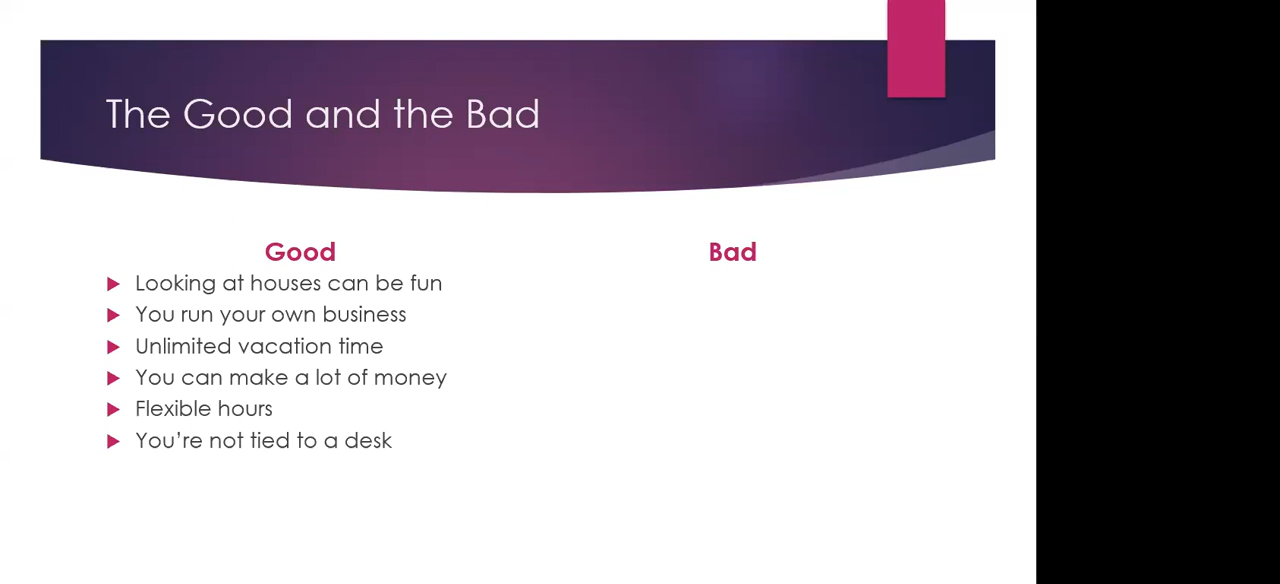 The Good and the Bad
Good
Looking at houses can be fun
You run your own business
Unlimited vacation time
You can make a lot of money
Flexible hours
You’re not tied to a desk
Bad